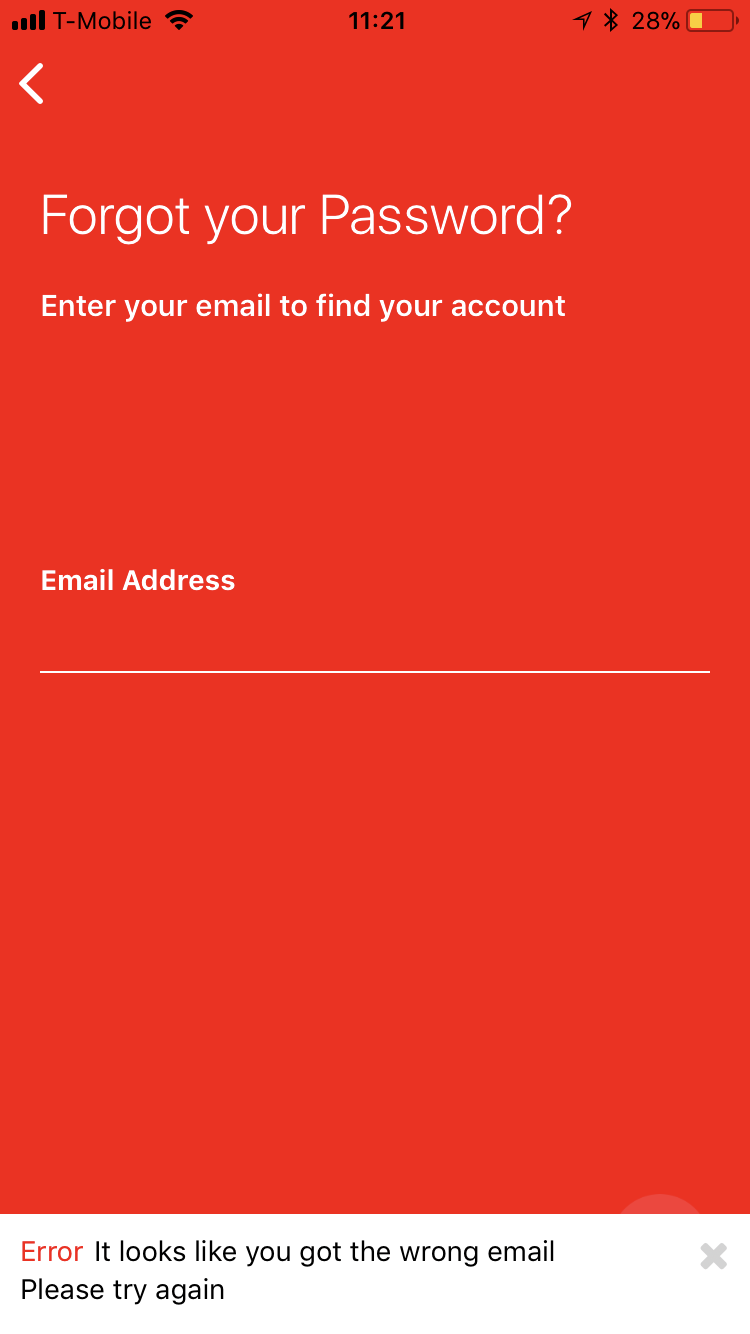 T-Mobile 11:21 28%
Forgot your Password?
Enter your email to find your account
Email Address
Error It looks like you got the wrong email
Please try again